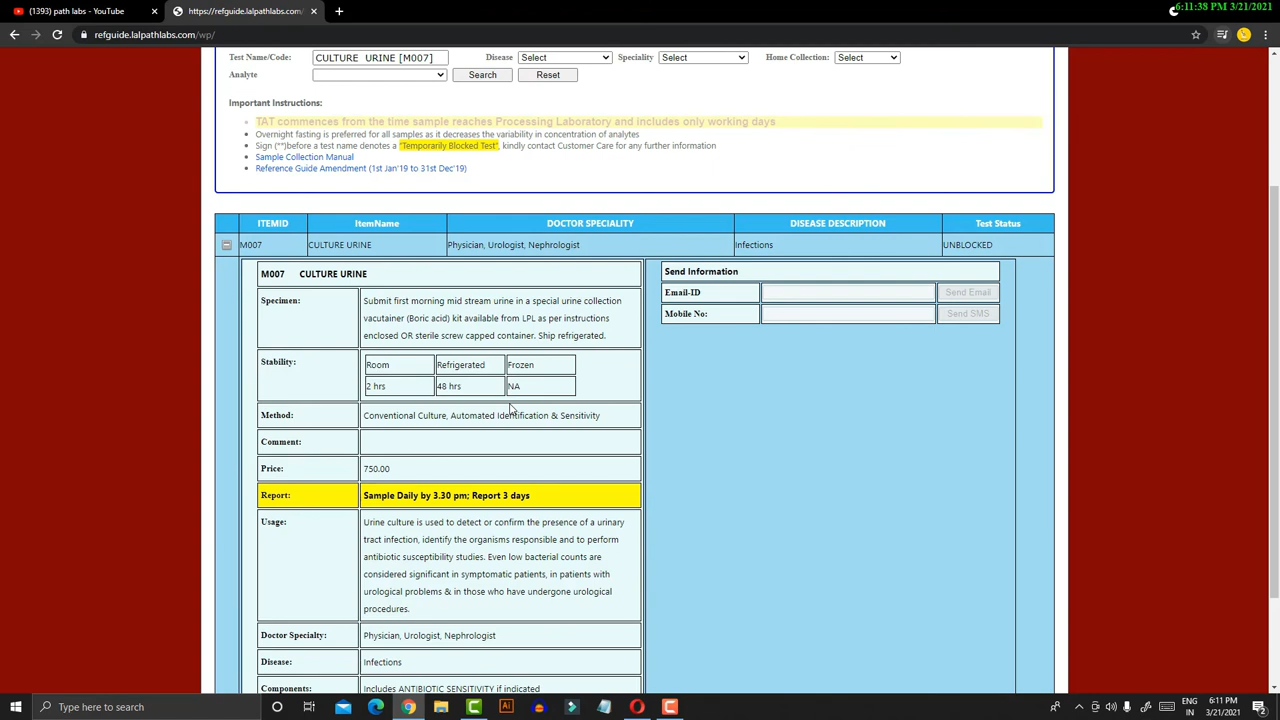 6:11:38 PM 3/21/2021
(1393) path labs - YouTube
https://refguide.lalpathlabs.com/
refguide.lalpathlabs.com/wp/
Test Name/Code: CULTURE URINE [M007] Disease Select Speciality Select Home Collection: Select
Analyte Search Reset
Important Instructions:
TAT commences from the time sample reaches Processing Laboratory and includes only working days
Overnight fasting is preferred for all samples as it decreases the variability in concentration of analytes
Sign (**)before a test name denotes a "Temporarily Blocked Test", kindly contact Customer Care for any further information
Sample Collection Manual
Reference Guide Amendment (1st Jan'19 to 31st Dec'19)
ITEMID ItemName DOCTOR SPECIALITY DISEASE DESCRIPTION Test Status
M007 CULTURE URINE Physician, Urologist, Nephrologist Infections UNBLOCKED
M007 CULTURE URINE
Specimen: Submit first morning mid stream urine in a special urine collection
vacutainer (Boric acid) kit available from LPL as per instructions
enclosed OR sterile screw capped container. Ship refrigerated.
Stability: Room Refrigerated Frozen
2 hrs 48 hrs NA
Method: Conventional Culture, Automated Identification & Sensitivity
Comment:
Price: 750.00
Report: Sample Daily by 3.30 pm; Report 3 days
Usage: Urine culture is used to detect or confirm the presence of a urinary
tract infection, identify the organisms responsible and to perform
antibiotic susceptibility studies. Even low bacterial counts are
considered significant in symptomatic patients, in patients with
urological problems & in those who have undergone urological
procedures.
Doctor Specialty: Physician, Urologist, Nephrologist
Disease: Infections
Components: Includes ANTIBIOTIC SENSITIVITY if indicated
Send Information
Email-ID Send Email
Mobile No: Send SMS
Type here to search
ENG
IN
6:11 PM
3/21/2021